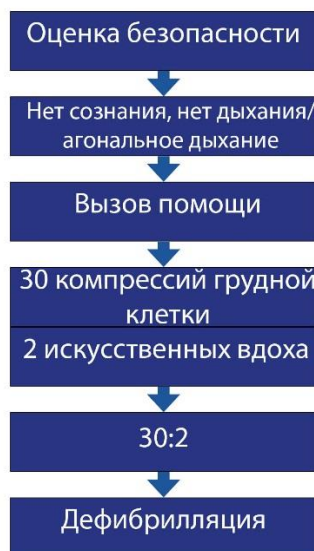 Оценка безопасности
Нет сознания, нет дыхания/
агональное дыхание
Вызов помощи
30 компрессий грудной
клетки
2 искусственных вдоха
30:2
Дефибрилляция